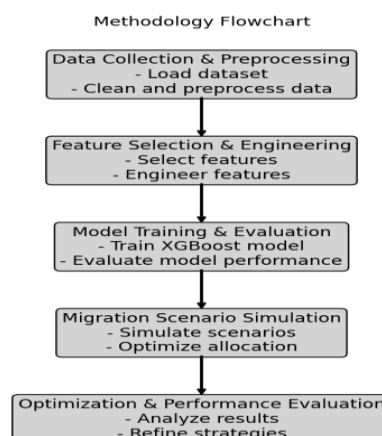 Methodology Flowchart
Data Collection & Preprocessing
- Load dataset
- Clean and preprocess data
Feature Selection & Engineering
- Select features
- Engineer features
Model Training & Evaluation
- Train XGBoost model
- Evaluate model performance
Migration Scenario Simulation
- Simulate scenarios
- Optimize allocation
Optimization & Performance Evaluation
- Analyze results
- Refine strategies